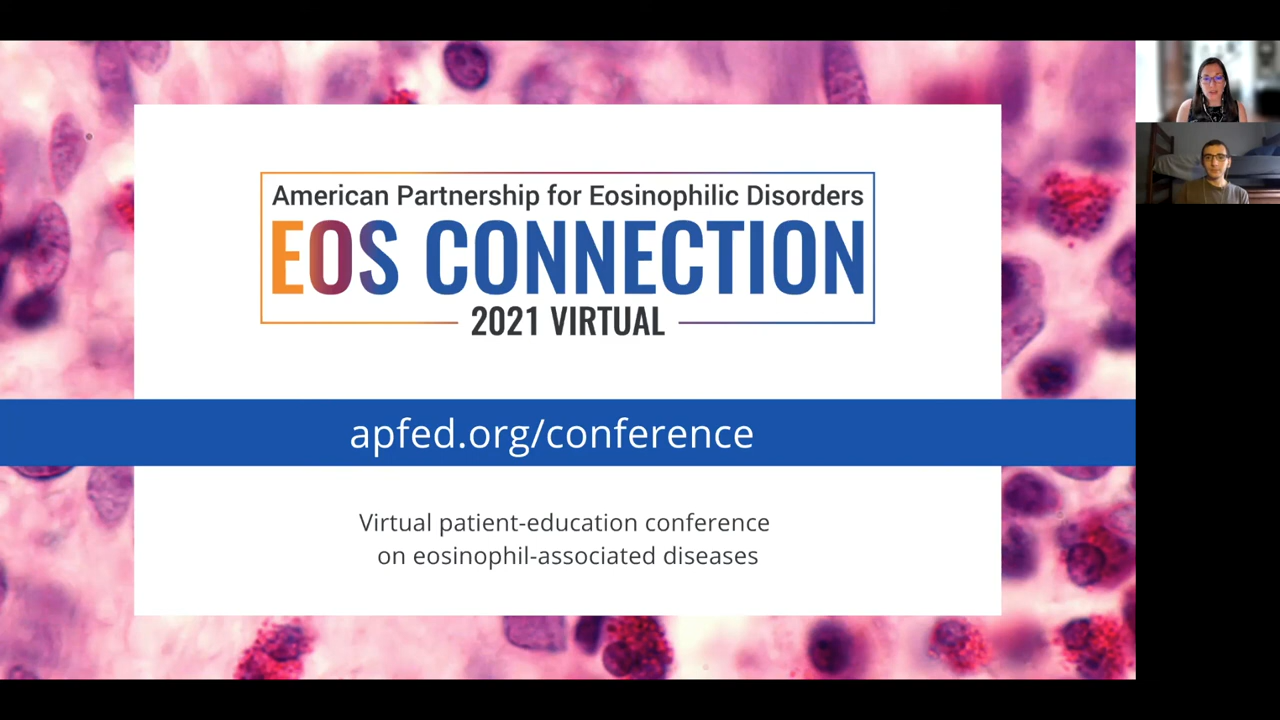 American Partnership for Eosinophilic Disorders
EOS CONNECTION
2021 VIRTUAL
apfed.org/conference
Virtual patient-education conference
on eosinophil-associated diseases